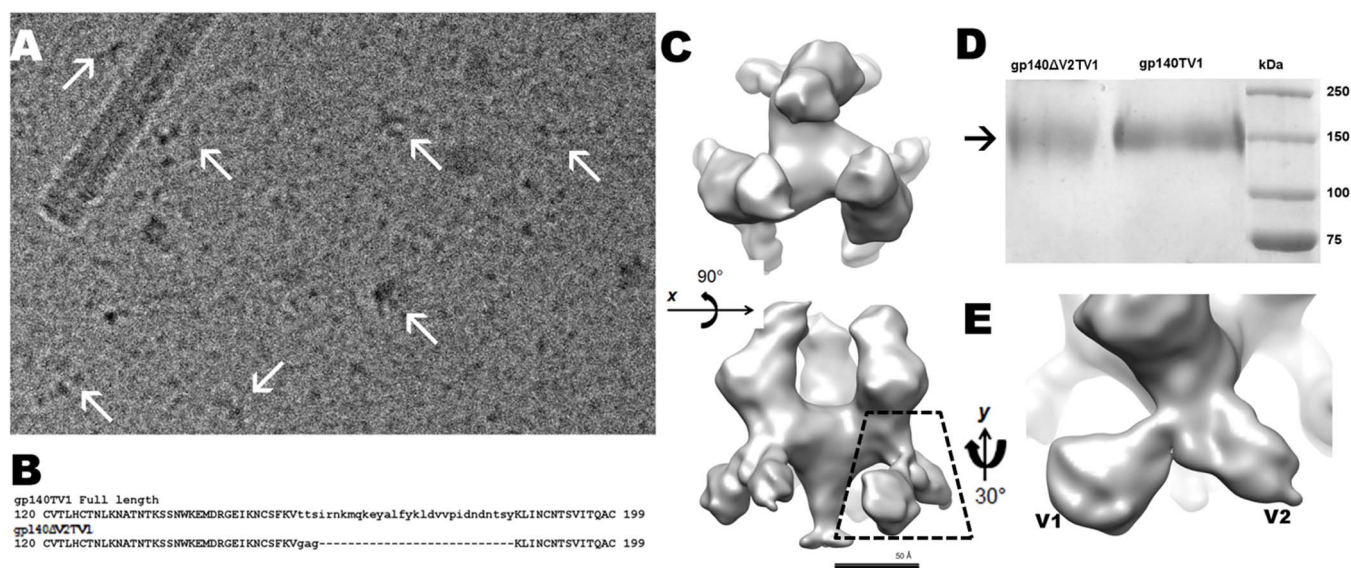 A
B
gp140TV1 Full length
120 CVTLHCTNLKNATNTKSSNWKEMDRGEIKNCSFKVttsirnkmqkeyalfykldvvpidndntsyKLINCNTSVITQAC 199
gp140ΔV2TV1
120 CVTLHCTNLKNATNTKSSNWKEMDRGEIKNCSFKVgag---------------------------KLINCNTSVITQAC 199
C
90°
x
50 Å
y
30°
D
gp140ΔV2TV1 gp140TV1 kDa
250
150
100
75
E
V1
V2